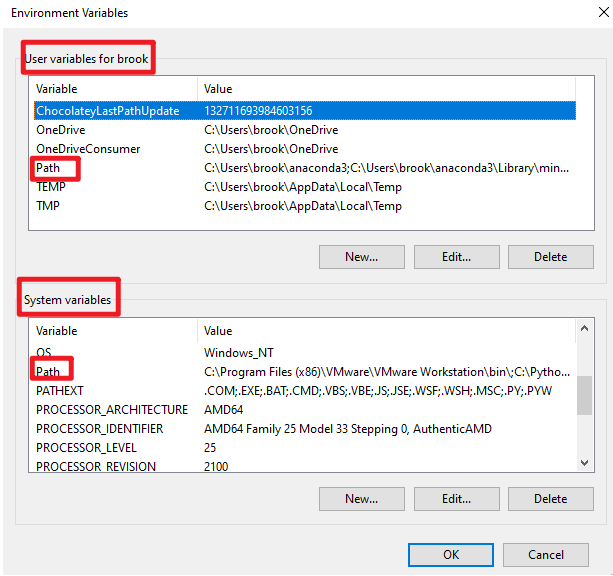 Environment Variables
User variables for brook
Variable Value
ChocolateyLastPathUpdate 132711693984603156
OneDrive C:\Users\brook\OneDrive
OneDriveConsumer C:\Users\brook\OneDrive
Path C:\Users\brook\anaconda3;C:\Users\brook\anaconda3\Library\min...
TEMP C:\Users\brook\AppData\Local\Temp
TMP C:\Users\brook\AppData\Local\Temp
New... Edit... Delete
System variables
Variable Value
OS Windows_NT
Path C:\Program Files (x86)\VMware\VMware Workstation\bin\;C:\Pytho...
PATHEXT .COM;.EXE;.BAT;.CMD;.VBS;.VBE;.JS;.JSE;.WSF;.WSH;.MSC;.PY;.PYW
PROCESSOR_ARCHITECTURE AMD64
PROCESSOR_IDENTIFIER AMD64 Family 25 Model 33 Stepping 0, AuthenticAMD
PROCESSOR_LEVEL 25
PROCESSOR_REVISION 2100
New... Edit... Delete
OK Cancel